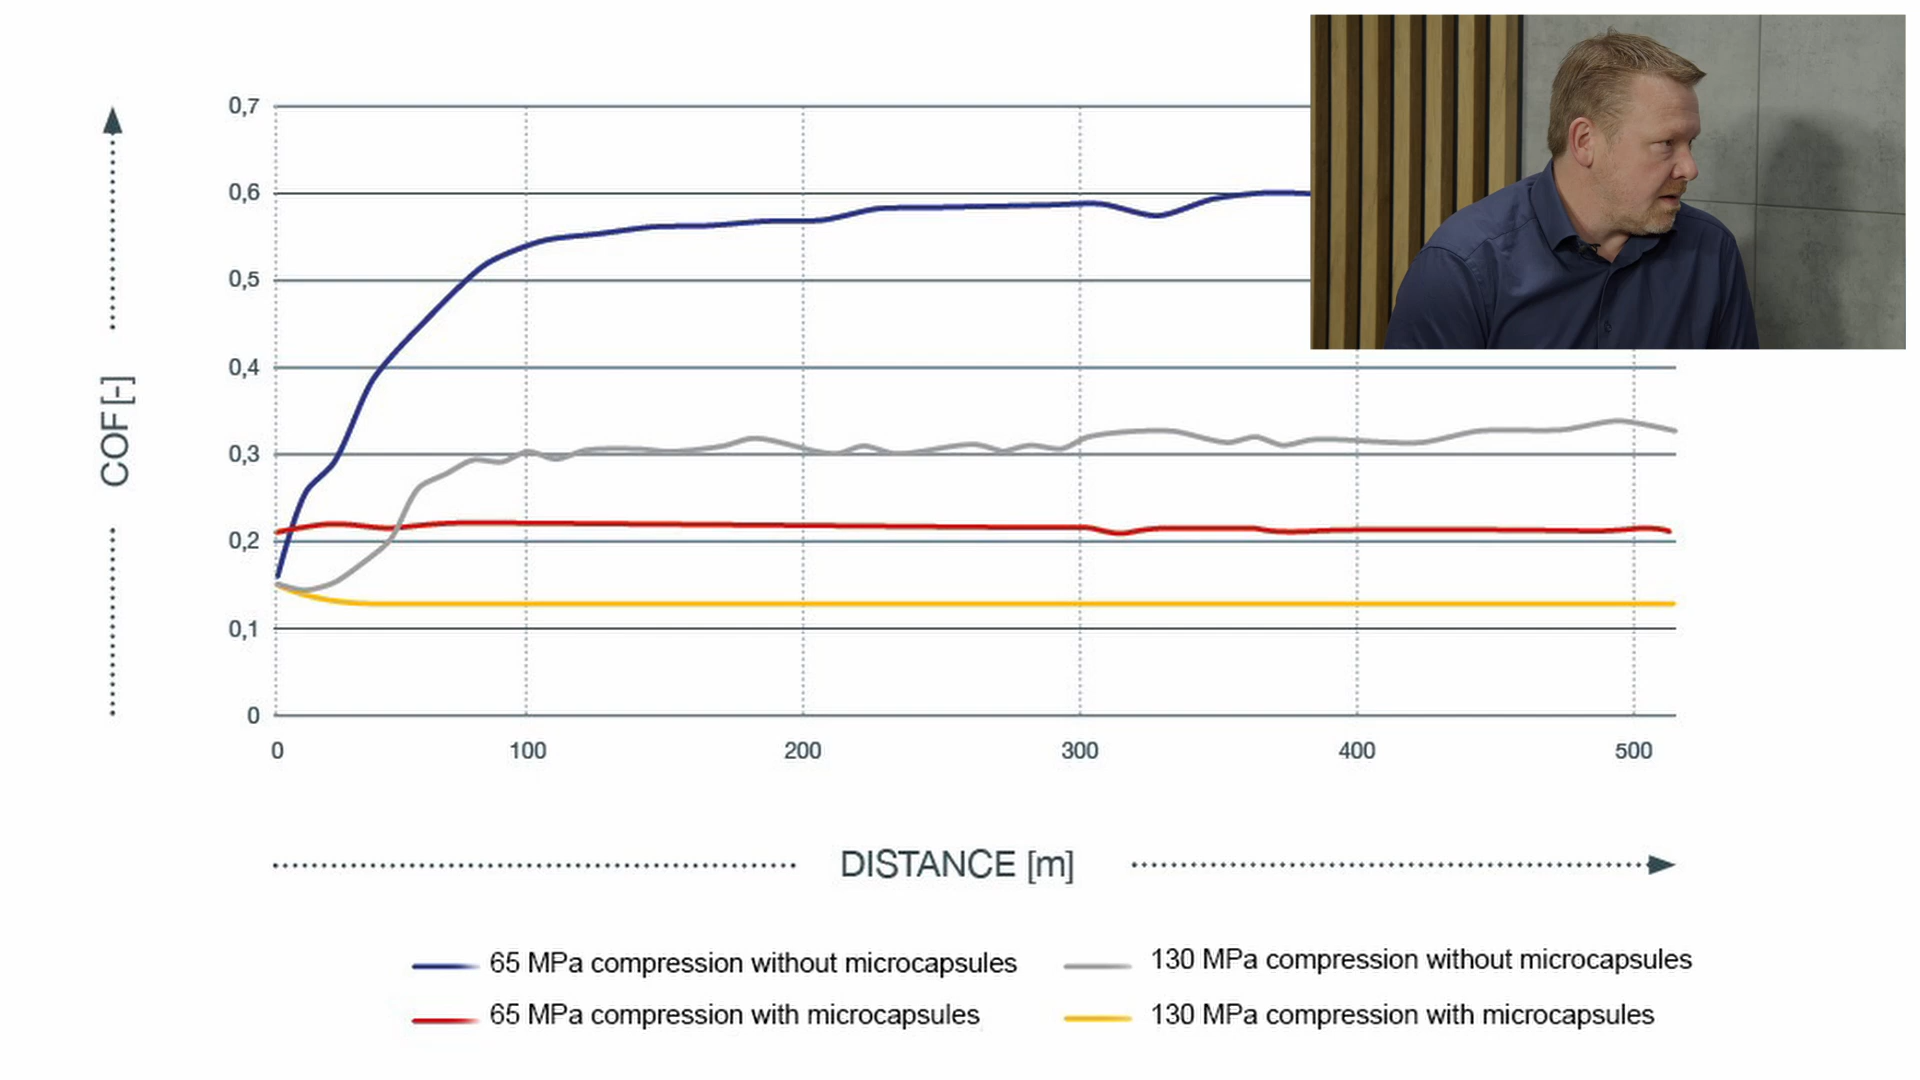 0,7
0,6
0,5
0,4
0,3
0,2
0,1
0
COF [-]
0 100 200 300 400 500
DISTANCE [m]
65 MPa compression without microcapsules
130 MPa compression without microcapsules
65 MPa compression with microcapsules
130 MPa compression with microcapsules